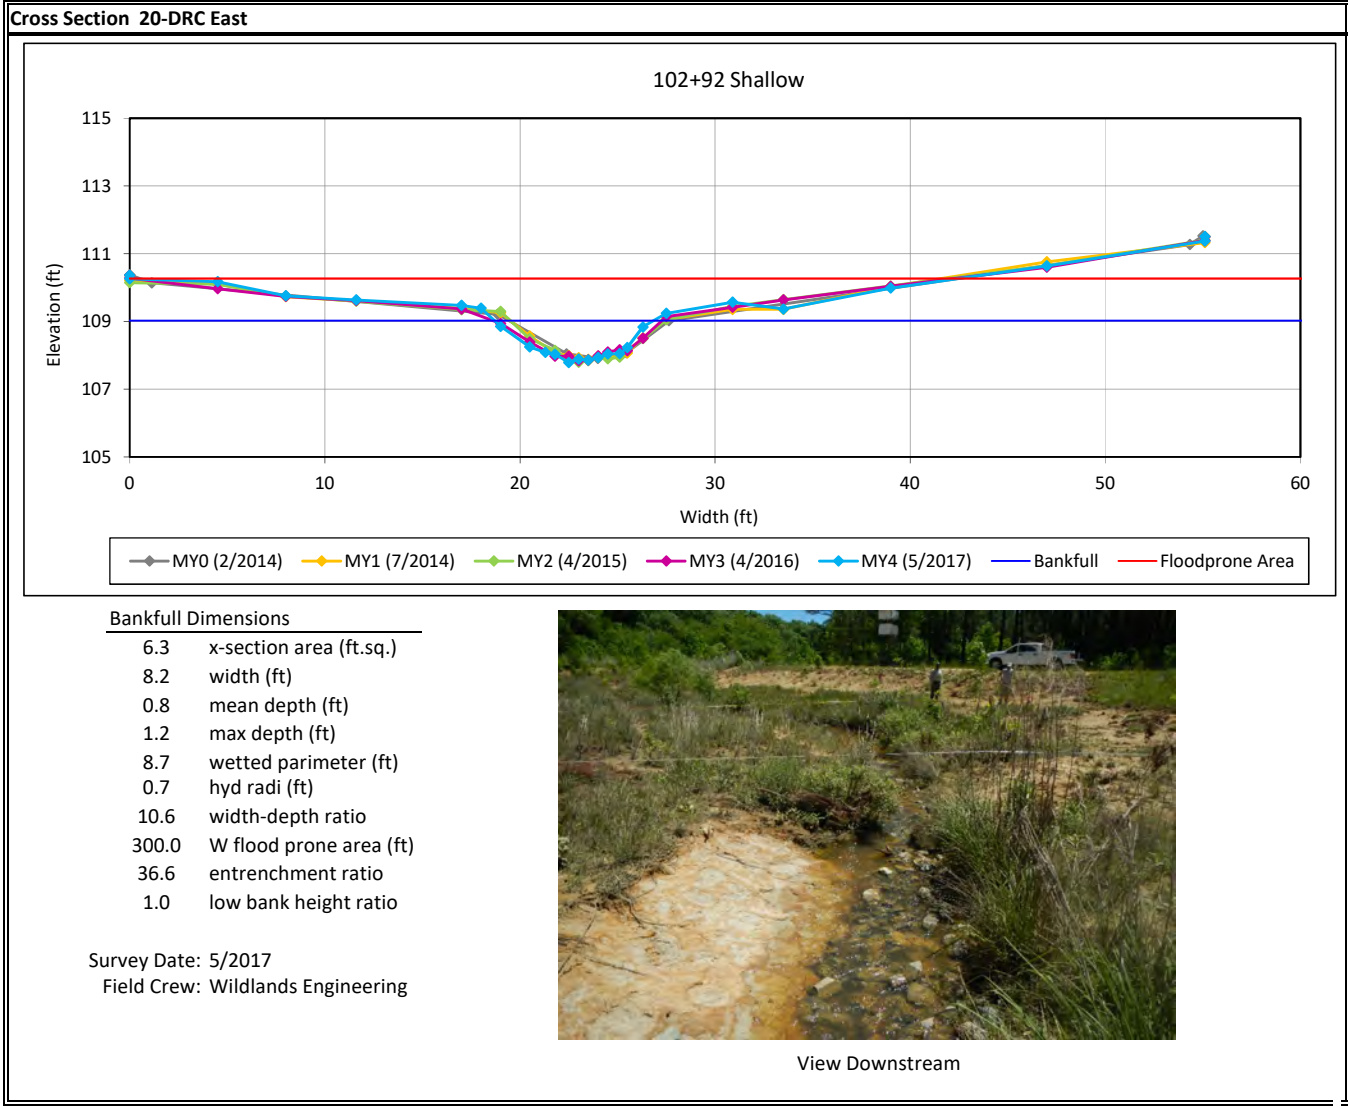 Cross Section 20-DRC East
102+92 Shallow
115
113
111
109
107
105
Elevation (ft)
0 10 20 30 40 50 60
Width (ft)
MY0 (2/2014) MY1 (7/2014) MY2 (4/2015) MY3 (4/2016) MY4 (5/2017) Bankfull Floodprone Area
Bankfull Dimensions
6.3 x-section area (ft.sq.)
8.2 width (ft)
0.8 mean depth (ft)
1.2 max depth (ft)
8.7 wetted parimeter (ft)
0.7 hyd radi (ft)
10.6 width-depth ratio
300.0 W flood prone area (ft)
36.6 entrenchment ratio
1.0 low bank height ratio
Survey Date: 5/2017
Field Crew: Wildlands Engineering
View Downstream